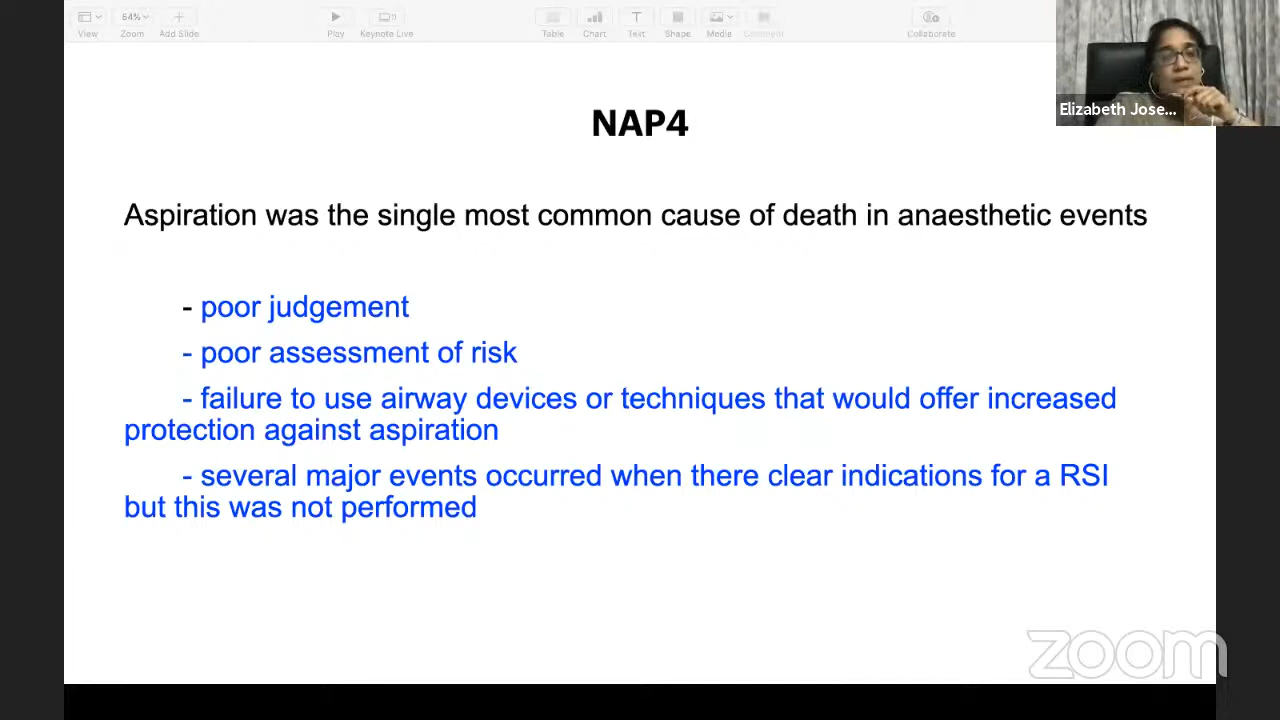 64%
View
Zoom
Add Slide
Play
Keynote Live
Table
Chart
Text
Shape
Media
Comment
Collaborate
Elizabeth Jose...
NAP4
Aspiration was the single most common cause of death in anaesthetic events
- poor judgement
- poor assessment of risk
- failure to use airway devices or techniques that would offer increased
protection against aspiration
- several major events occurred when there clear indications for a RSI
but this was not performed
zoom